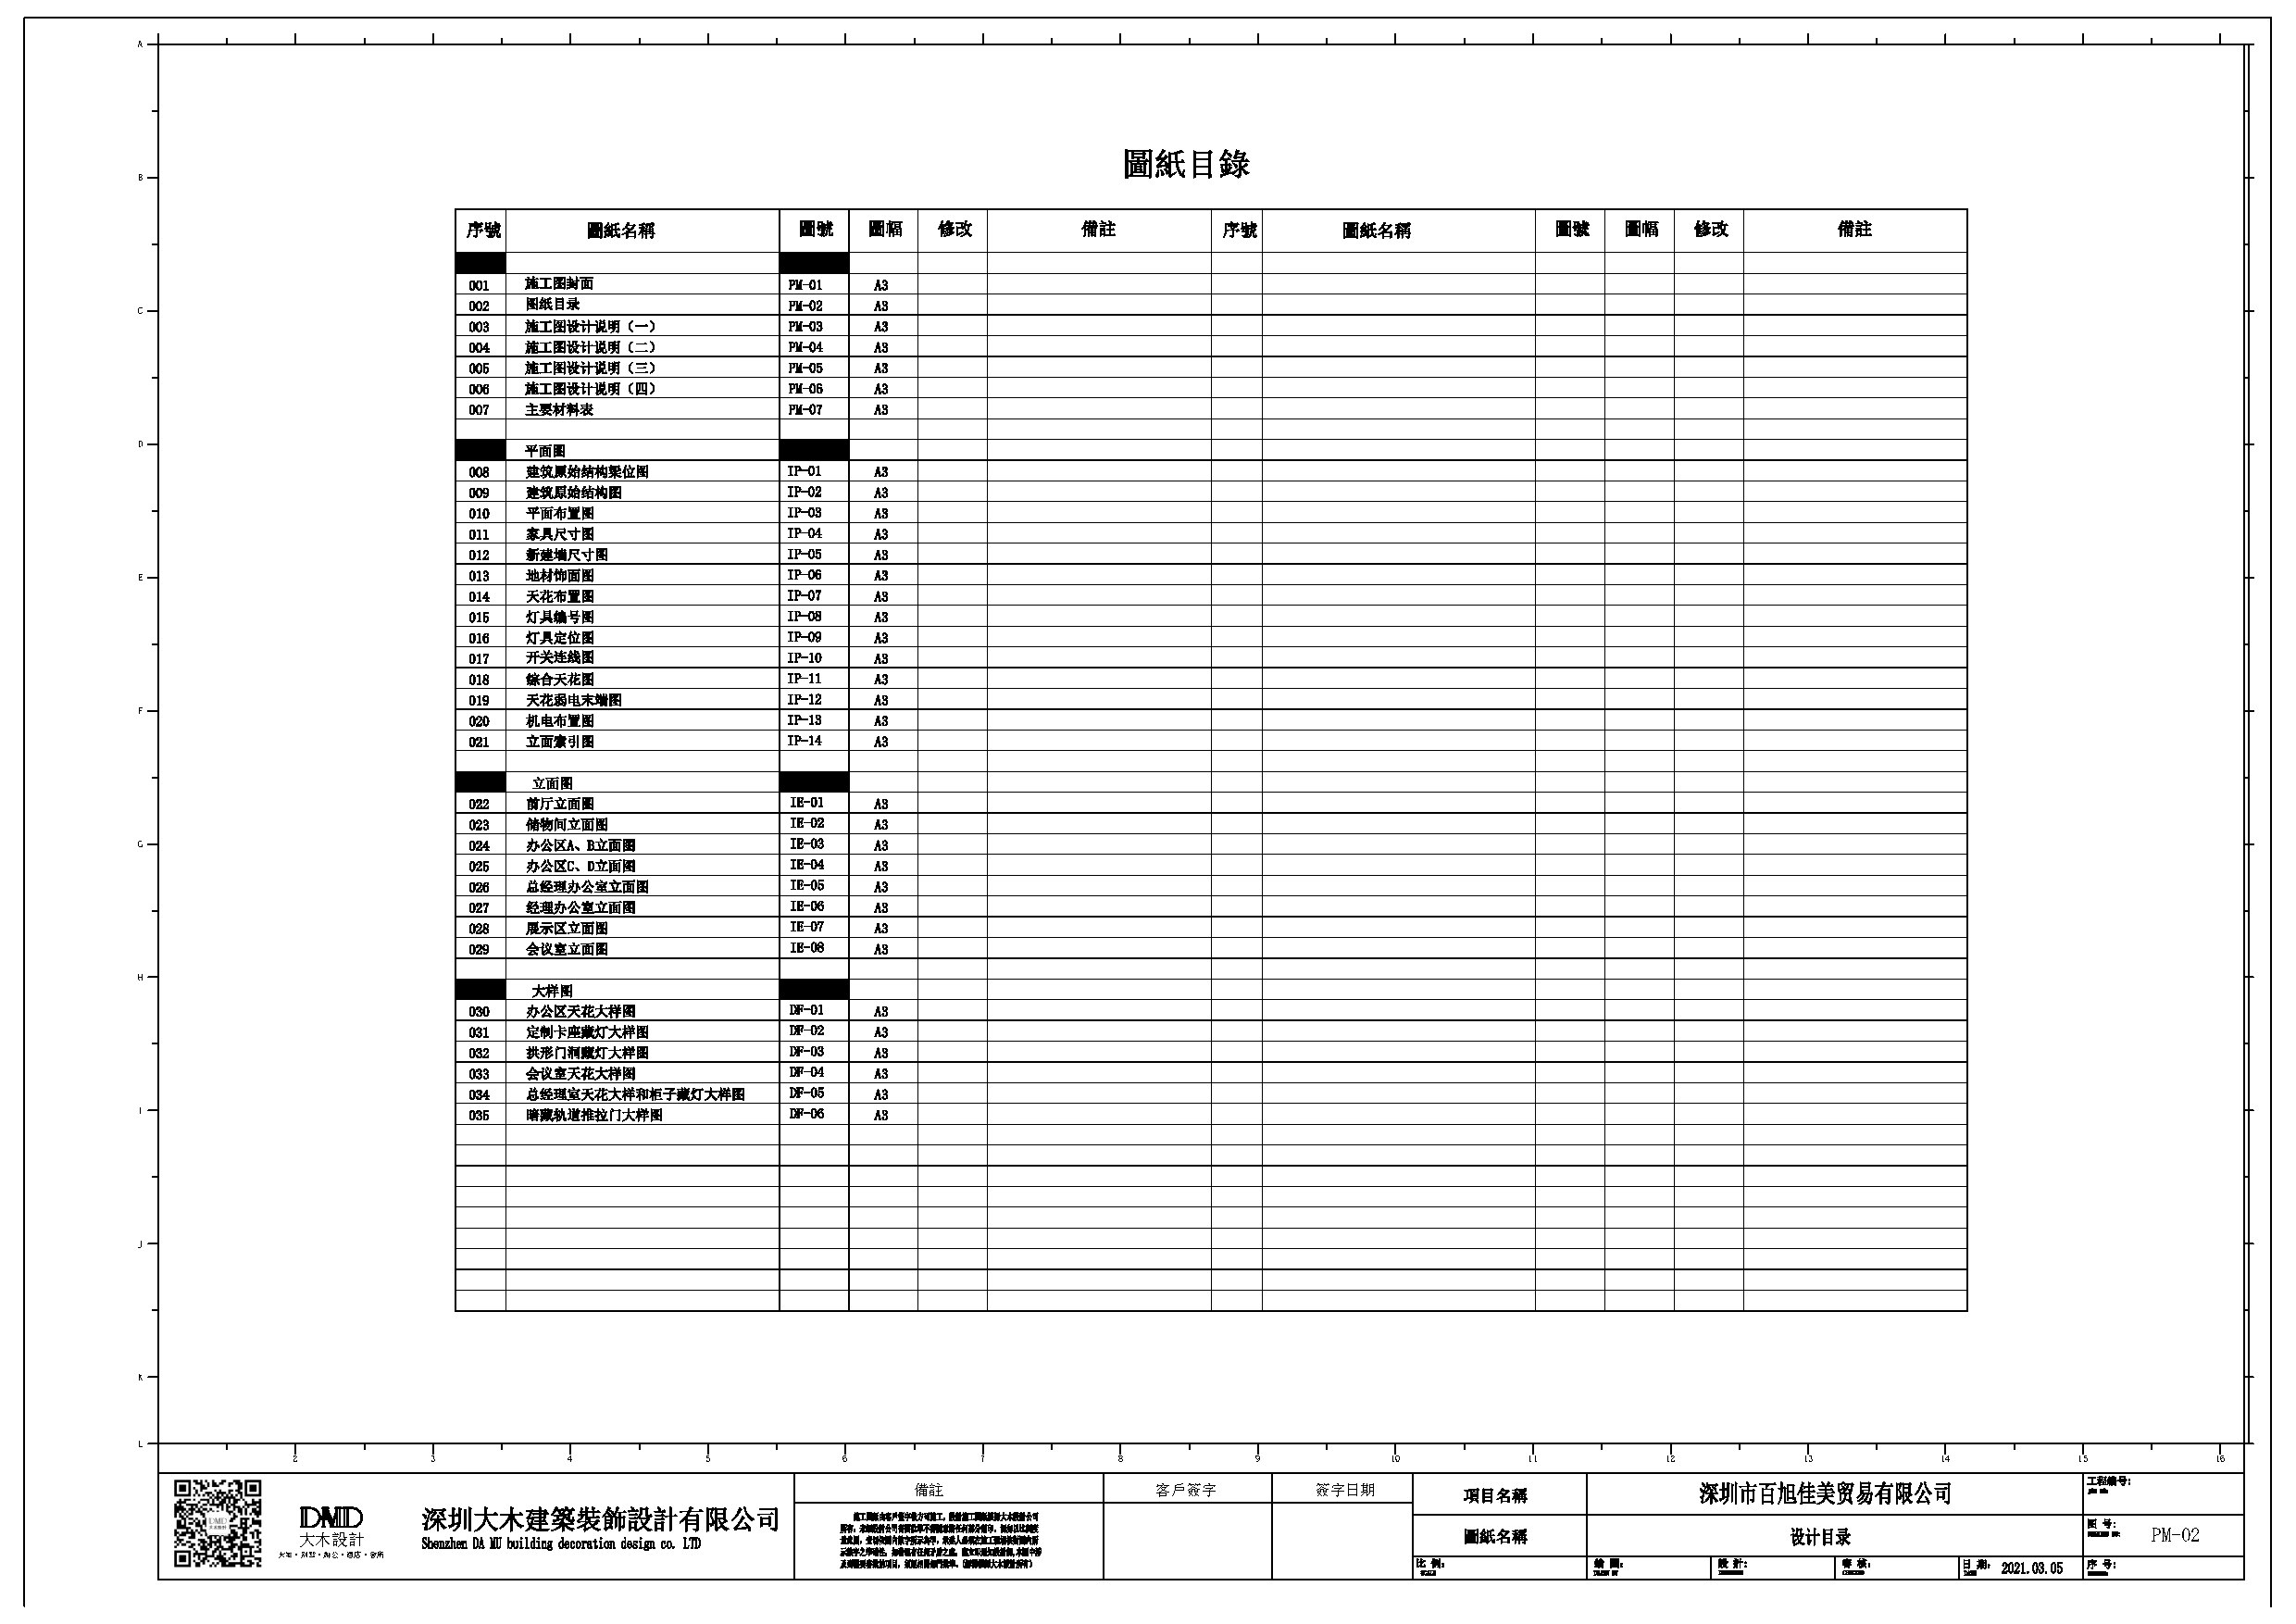 圖紙目錄
序號 圖紙名稱 圖號 圖幅 修改 備註 序號 圖紙名稱 圖號 圖幅 修改 備註
001 施工图封面 PM-01 A3
002 图纸目录 PM-02 A3
003 施工图设计说明（一） PM-03 A3
004 施工图设计说明（二） PM-04 A3
005 施工图设计说明（三） PM-05 A3
006 施工图设计说明（四） PM-06 A3
007 主要材料表 PM-07 A3
平面图
008 建筑原始结构梁位图 IP-01 A3
009 建筑原始结构图 IP-02 A3
010 平面布置图 IP-03 A3
011 家具尺寸图 IP-04 A3
012 新建墙尺寸图 IP-05 A3
013 地材饰面图 IP-06 A3
014 天花布置图 IP-07 A3
015 灯具编号图 IP-08 A3
016 灯具定位图 IP-09 A3
017 开关连线图 IP-10 A3
018 综合天花图 IP-11 A3
019 天花弱电末端图 IP-12 A3
020 机电布置图 IP-13 A3
021 立面索引图 IP-14 A3
立面图
022 前厅立面图 IE-01 A3
023 储物间立面图 IE-02 A3
024 办公区A、B立面图 IE-03 A3
025 办公区C、D立面图 IE-04 A3
026 总经理办公室立面图 IE-05 A3
027 经理办公室立面图 IE-06 A3
028 展示区立面图 IE-07 A3
029 会议室立面图 IE-08 A3
大样图
030 办公区天花大样图 DF-01 A3
031 定制卡座藏灯大样图 DF-02 A3
032 拱形门洞藏灯大样图 DF-03 A3
033 会议室天花大样图 DF-04 A3
034 总经理室天花大样和柜子藏灯大样图 DF-05 A3
035 暗藏轨道推拉门大样图 DF-06 A3
A
B
C
D
E
F
G
H
I
J
K
L
2 3 4 5 6 7 8 9 10 11 12 13 14 15 16
DMD
大木設計
深圳大木建築裝飾設計有限公司
Shenzhen DA MU building decoration design co. LTD
備註 客戶簽字 簽字日期
項目名稱 深圳市百旭佳美贸易有限公司 工程編号:
圖紙名稱 设计目录 图 号: PM-02
比 例: 繪 圖: 設 計: 審 核: 日 期: 2021.03.05 序 号: